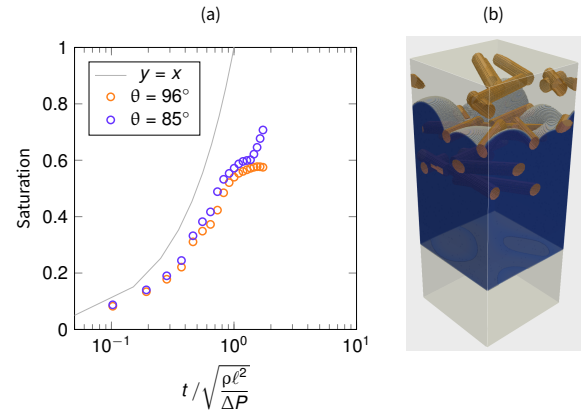 (a)
(b)
1
0.8
0.6
0.4
0.2
0
Saturation
y = x
θ = 96°
θ = 85°
10⁻¹
10⁰
10¹
t / √(ρℓ² / ΔP)